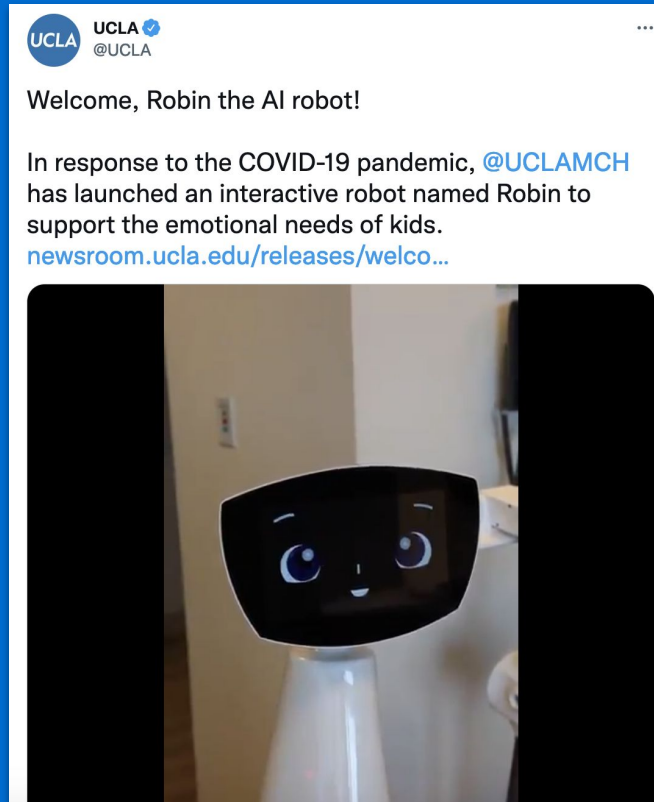 UCLA
UCLA
@UCLA
Welcome, Robin the AI robot!
In response to the COVID-19 pandemic, @UCLAMCH
has launched an interactive robot named Robin to
support the emotional needs of kids.
newsroom.ucla.edu/releases/welco...